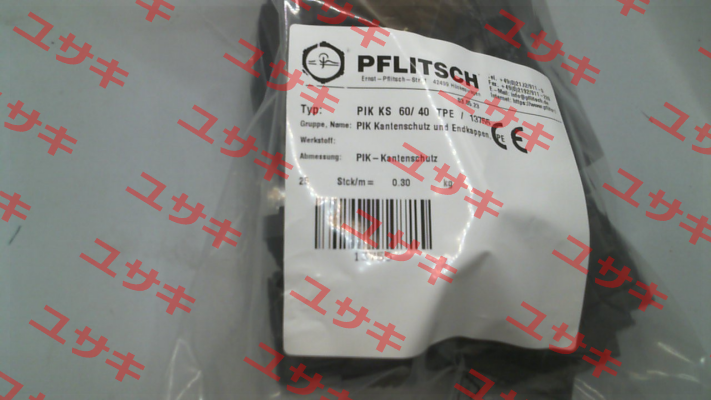 PFLITSCH
Typ: PIK KS 60/ 40 TPE /
Gruppe, Name: PIK Kantenschutz und Endkappen,
CE
Werkstoff:
Abmessung: PIK-Kantenschutz
Stck/m= 0.30 kg
ユサキ